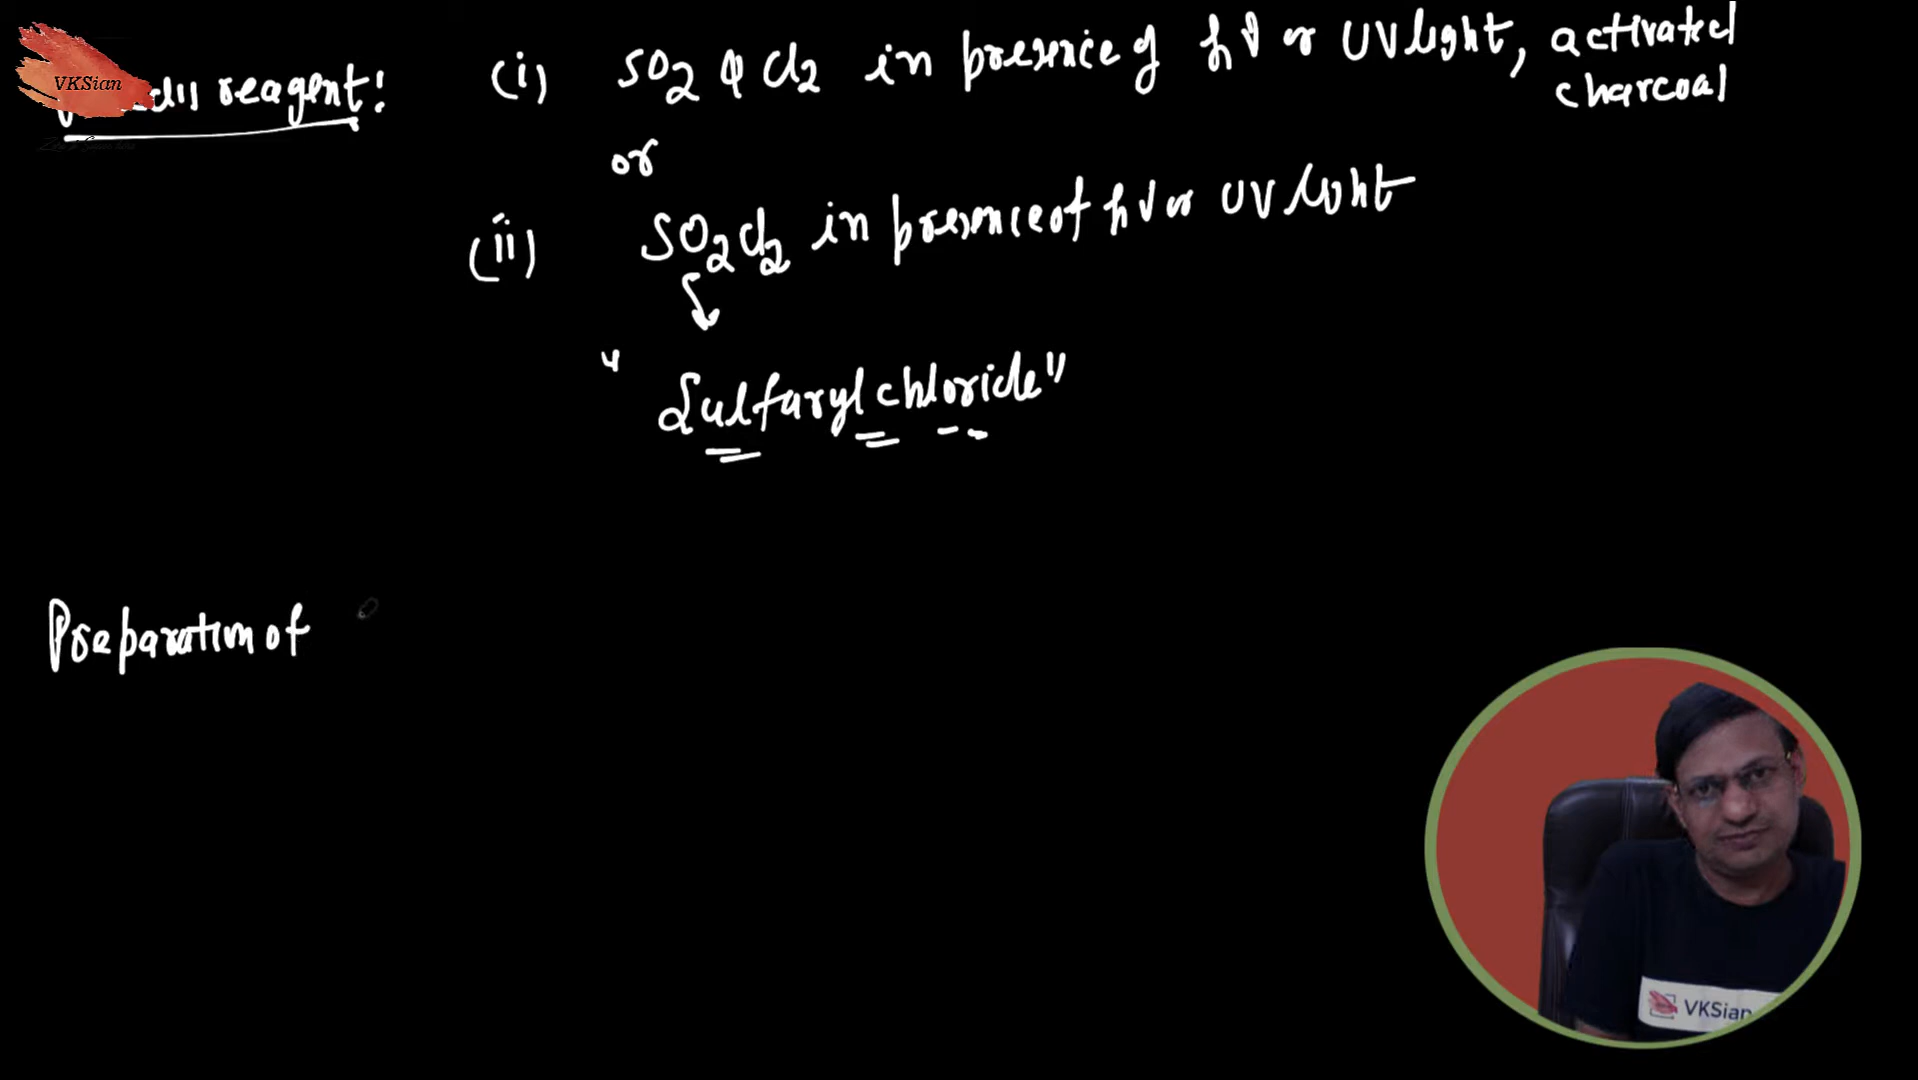 VKSian
reagent!
(i) SO2 & Cl2 in presence of hν or UV light, activated
charcoal
or
(ii) SO2Cl2 in presence of hν or UV light
"Sulfuryl chloride"
Preparation of
VKSian